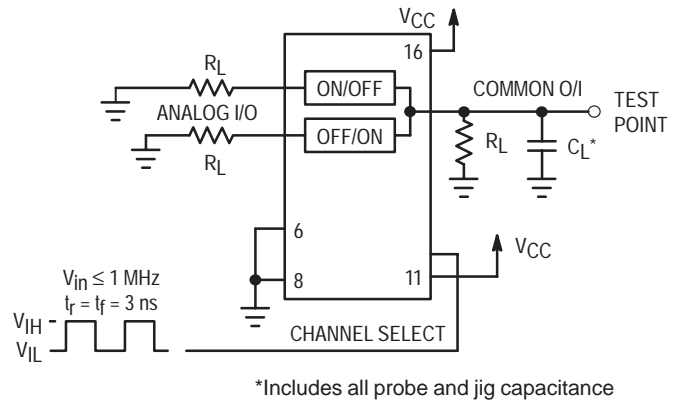 VCC
16
RL
ON/OFF
COMMON O/I
TEST
POINT
ANALOG I/O
OFF/ON
RL
RL
CL*
6
VCC
8
11
Vin ≤ 1 MHz
tr = tf = 3 ns
VIH
VIL
CHANNEL SELECT
*Includes all probe and jig capacitance